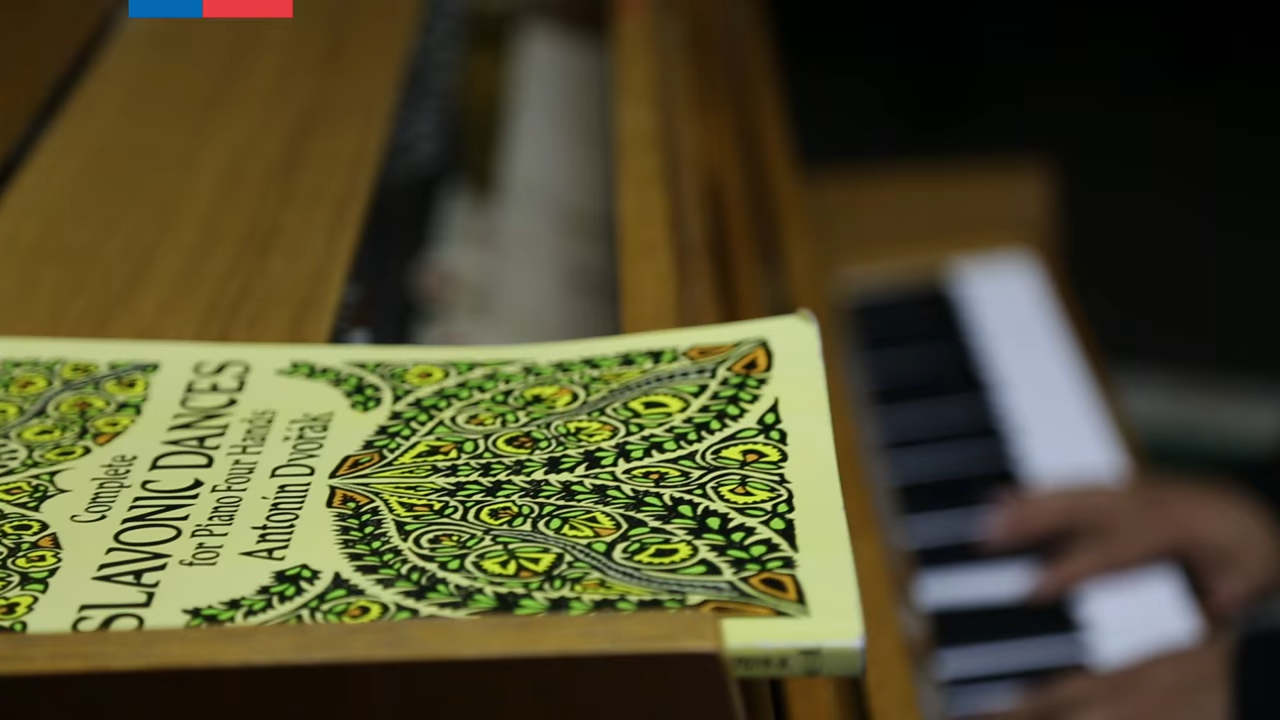 Complete
SLAVONIC DANCES
for Piano Four Hands
Antonín Dvořák